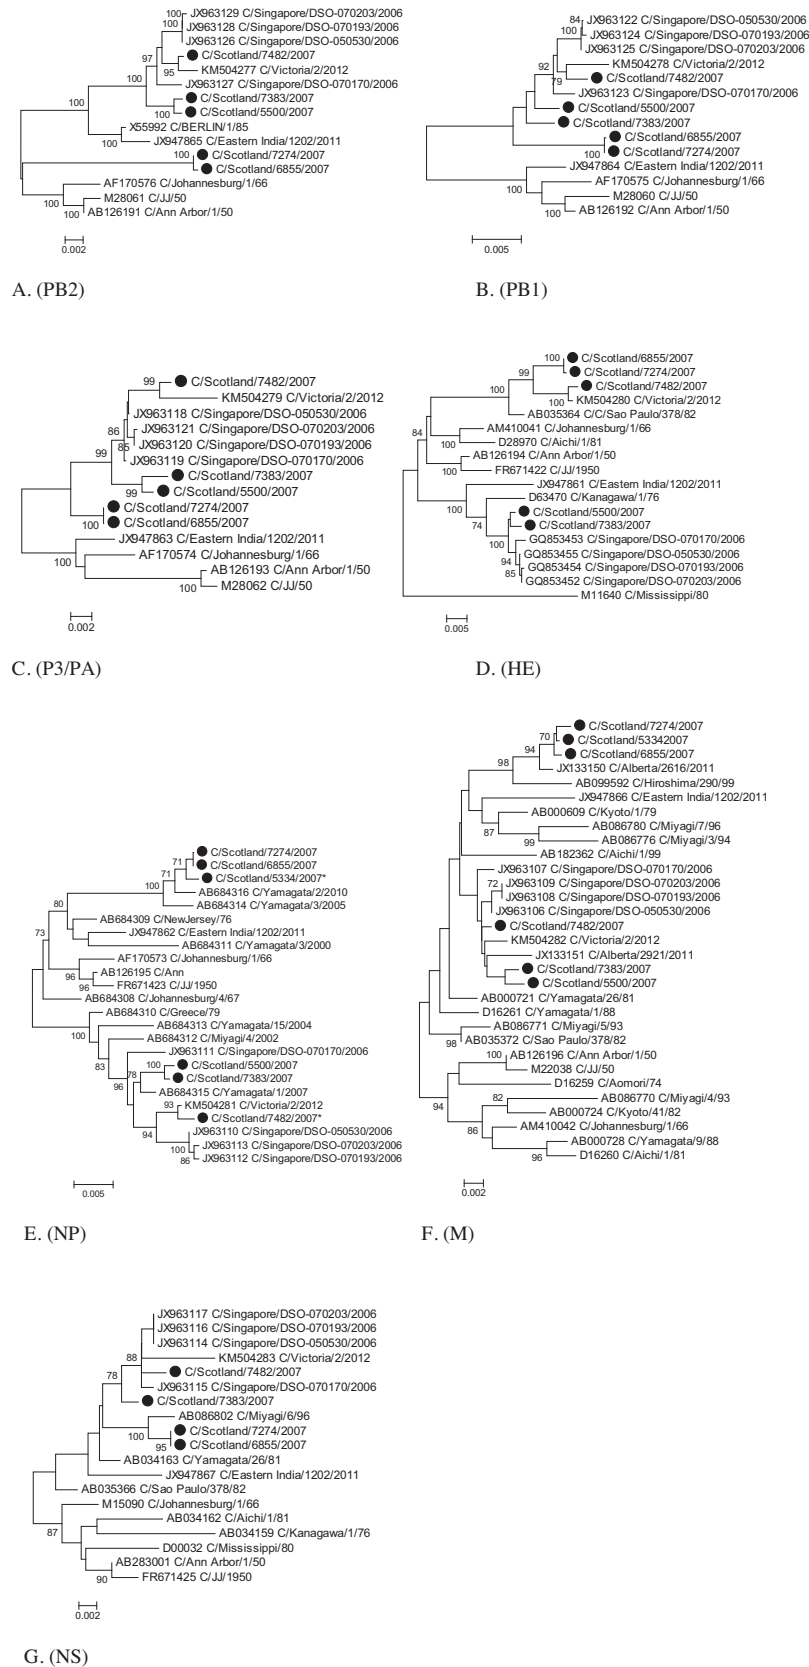 100
JX963129 C/Singapore/DSO-070203/2006
100
JX963128 C/Singapore/DSO-070193/2006
JX963126 C/Singapore/DSO-050530/2006
97
C/Scotland/7482/2007
95
KM504277 C/Victoria/2/2012
100
JX963127 C/Singapore/DSO-070170/2006
C/Scotland/7383/2007
100
C/Scotland/5500/2007
100
X55992 C/BERLIN/1/85
100
JX947865 C/Eastern India/1202/2011
100
C/Scotland/7274/2007
C/Scotland/6855/2007
AF170576 C/Johannesburg/1/66
100
M28061 C/JJ/50
100
AB126191 C/Ann Arbor/1/50
0.002
A. (PB2)
84
JX963122 C/Singapore/DSO-050530/2006
100
JX963124 C/Singapore/DSO-070193/2006
JX963125 C/Singapore/DSO-070203/2006
92
KM504278 C/Victoria/2/2012
79
C/Scotland/7482/2007
100
JX963123 C/Singapore/DSO-070170/2006
C/Scotland/5500/2007
C/Scotland/7383/2007
C/Scotland/6855/2007
100
C/Scotland/7274/2007
JX947864 C/Eastern India/1202/2011
AF170575 C/Johannesburg/1/66
100
M28060 C/JJ/50
100
AB126192 C/Ann Arbor/1/50
0.005
B. (PB1)
99
C/Scotland/7482/2007
KM504279 C/Victoria/2/2012
JX963118 C/Singapore/DSO-050530/2006
86
JX963121 C/Singapore/DSO-070203/2006
85
JX963120 C/Singapore/DSO-070193/2006
99
JX963119 C/Singapore/DSO-070170/2006
C/Scotland/7383/2007
99
C/Scotland/5500/2007
C/Scotland/7274/2007
100
C/Scotland/6855/2007
JX947863 C/Eastern India/1202/2011
100
AF170574 C/Johannesburg/1/66
AB126193 C/Ann Arbor/1/50
100
M28062 C/JJ/50
0.002
C. (P3/PA)
100
C/Scotland/6855/2007
99
C/Scotland/7274/2007
100
C/Scotland/7482/2007
100
KM504280 C/Victoria/2/2012
AB035364 C/C/Sao Paulo/378/82
84
AM410041 C/Johannesburg/1/66
100
D28970 C/Aichi/1/81
AB126194 C/Ann Arbor/1/50
100
FR671422 C/JJ/1950
JX947861 C/Eastern India/1202/2011
D63470 C/Kanagawa/1/76
100
C/Scotland/5500/2007
74
C/Scotland/7383/2007
100
GQ853453 C/Singapore/DSO-070170/2006
94
GQ853455 C/Singapore/DSO-050530/2006
85
GQ853454 C/Singapore/DSO-070193/2006
GQ853452 C/Singapore/DSO-070203/2006
M11640 C/Mississippi/80
0.005
D. (HE)
71
C/Scotland/7274/2007
C/Scotland/6855/2007
71
C/Scotland/5334/2007*
100
AB684316 C/Yamagata/2/2010
AB684314 C/Yamagata/3/2005
80
AB684309 C/NewJersey/76
JX947862 C/Eastern India/1202/2011
73
AB684311 C/Yamagata/3/2000
AF170573 C/Johannesburg/1/66
96
AB126195 C/Ann
96
FR671423 C/JJ/1950
AB684308 C/Johannesburg/4/67
AB684310 C/Greece/79
100
AB684313 C/Yamagata/15/2004
AB684312 C/Miyagi/4/2002
83
JX963111 C/Singapore/DSO-070170/2006
100
C/Scotland/5500/2007
96
78
C/Scotland/7383/2007
AB684315 C/Yamagata/1/2007
93
KM504281 C/Victoria/2/2012
C/Scotland/7482/2007*
94
JX963110 C/Singapore/DSO-050530/2006
100
JX963113 C/Singapore/DSO-070203/2006
86
JX963112 C/Singapore/DSO-070193/2006
0.005
E. (NP)
C/Scotland/7274/2007
70
C/Scotland/53342007
94
C/Scotland/6855/2007
98
JX133150 C/Alberta/2616/2011
AB099592 C/Hiroshima/290/99
JX947866 C/Eastern India/1202/2011
AB000609 C/Kyoto/1/79
87
AB086780 C/Miyagi/7/96
99
AB086776 C/Miyagi/3/94
AB182362 C/Aichi/1/99
JX963107 C/Singapore/DSO-070170/2006
72
JX963109 C/Singapore/DSO-070203/2006
JX963108 C/Singapore/DSO-070193/2006
JX963106 C/Singapore/DSO-050530/2006
C/Scotland/7482/2007
KM504282 C/Victoria/2/2012
JX133151 C/Alberta/2921/2011
C/Scotland/7383/2007
C/Scotland/5500/2007
AB000721 C/Yamagata/26/81
D16261 C/Yamagata/1/88
AB086771 C/Miyagi/5/93
98
AB035372 C/Sao Paulo/378/82
100
AB126196 C/Ann Arbor/1/50
M22038 C/JJ/50
D16259 C/Aomori/74
94
AB086770 C/Miyagi/4/93
82
AB000724 C/Kyoto/41/82
86
AM410042 C/Johannesburg/1/66
AB000728 C/Yamagata/9/88
96
D16260 C/Aichi/1/81
0.002
F. (M)
JX963117 C/Singapore/DSO-070203/2006
JX963116 C/Singapore/DSO-070193/2006
JX963114 C/Singapore/DSO-050530/2006
88
KM504283 C/Victoria/2/2012
78
C/Scotland/7482/2007
JX963115 C/Singapore/DSO-070170/2006
C/Scotland/7383/2007
AB086802 C/Miyagi/6/96
100
C/Scotland/7274/2007
95
C/Scotland/6855/2007
AB034163 C/Yamagata/26/81
JX947867 C/Eastern India/1202/2011
AB035366 C/Sao Paulo/378/82
M15090 C/Johannesburg/1/66
87
AB034162 C/Aichi/1/81
AB034159 C/Kanagawa/1/76
D00032 C/Mississippi/80
AB283001 C/Ann Arbor/1/50
90
FR671425 C/JJ/1950
0.002
G. (NS)